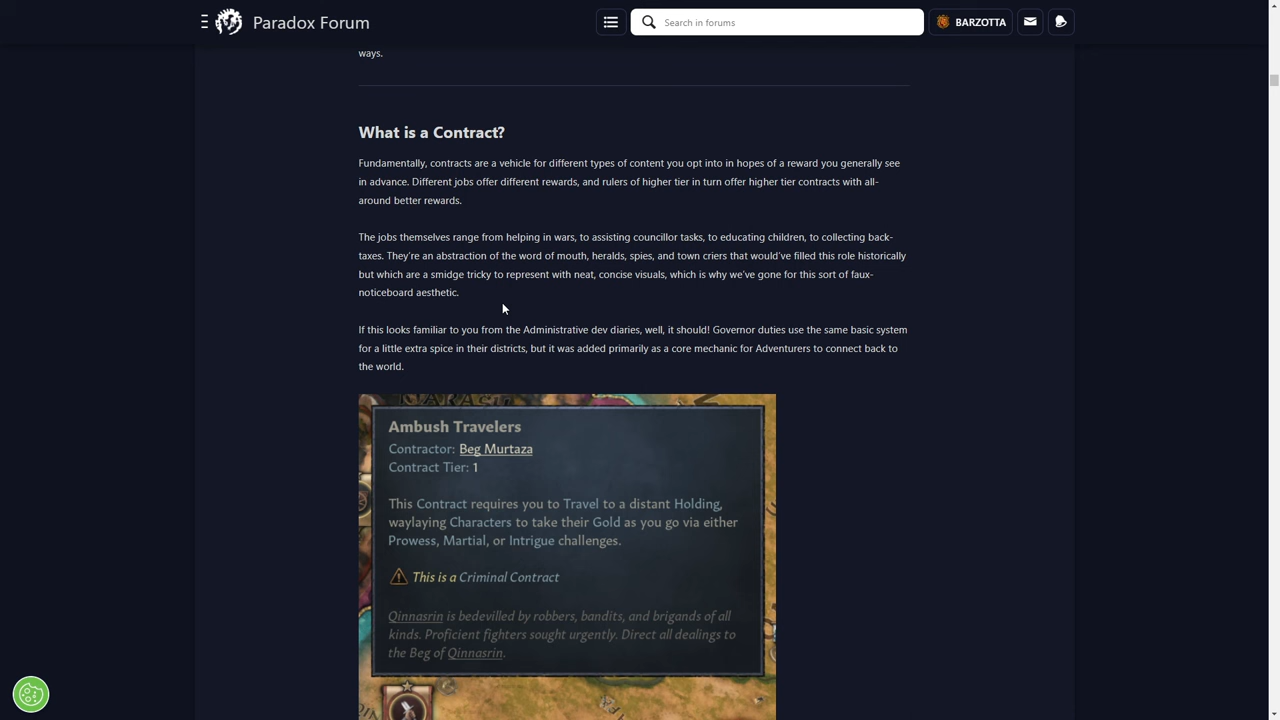 Paradox Forum
Search in forums
BARZOTTA
ways.
What is a Contract?
Fundamentally, contracts are a vehicle for different types of content you opt into in hopes of a reward you generally see
in advance. Different jobs offer different rewards, and rulers of higher tier in turn offer higher tier contracts with all-
around better rewards.
The jobs themselves range from helping in wars, to assisting councillor tasks, to educating children, to collecting back-
taxes. They're an abstraction of the word of mouth, heralds, spies, and town criers that would've filled this role historically
but which are a smidge tricky to represent with neat, concise visuals, which is why we've gone for this sort of faux-
noticeboard aesthetic.
If this looks familiar to you from the Administrative dev diaries, well, it should! Governor duties use the same basic system
for a little extra spice in their districts, but it was added primarily as a core mechanic for Adventurers to connect back to
the world.
Ambush Travelers
Contractor: Beg Murtaza
Contract Tier: 1
This Contract requires you to Travel to a distant Holding,
waylaying Characters to take their Gold as you go via either
Prowess, Martial, or Intrigue challenges.
This is a Criminal Contract
Qinnasrin is bedevilled by robbers, bandits, and brigands of all
kinds. Proficient fighters sought urgently. Direct all dealings to
the Beg of Qinnasrin.